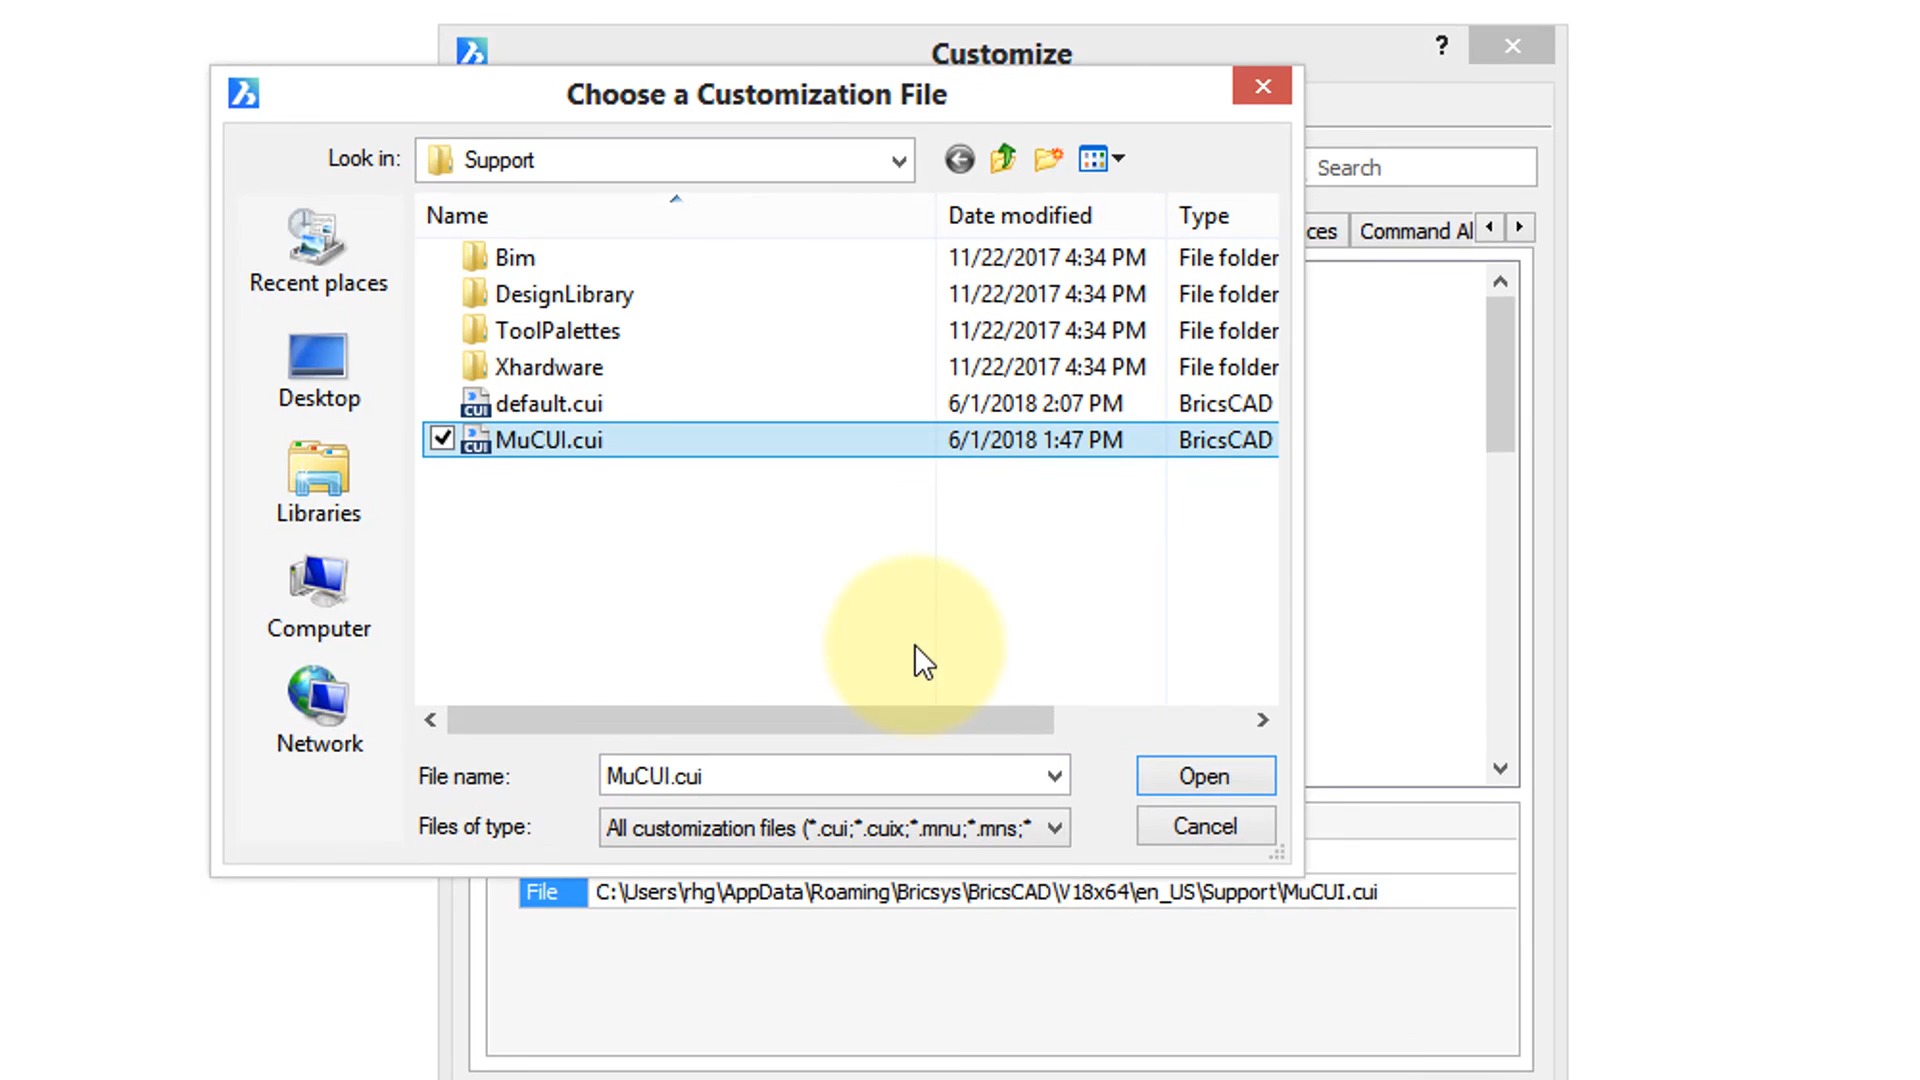 Customize
?
Choose a Customization File
Look in:
Support
Search
Name
Date modified
Type
ces
Command Al
Bim
11/22/2017 4:34 PM
File folder
DesignLibrary
11/22/2017 4:34 PM
File folder
ToolPalettes
11/22/2017 4:34 PM
File folder
Xhardware
11/22/2017 4:34 PM
File folder
CUI
default.cui
6/1/2018 2:07 PM
BricsCAD
CUI
MuCUI.cui
6/1/2018 1:47 PM
BricsCAD
Recent places
Desktop
Libraries
Computer
Network
File name:
MuCUI.cui
Open
Files of type:
All customization files (*.cui;*.cuix;*.mnu;*.mns;*
Cancel
File
C:\Users\rhg\AppData\Roaming\Bricsys\BricsCAD\V18x64\en_US\Support\MuCUI.cui